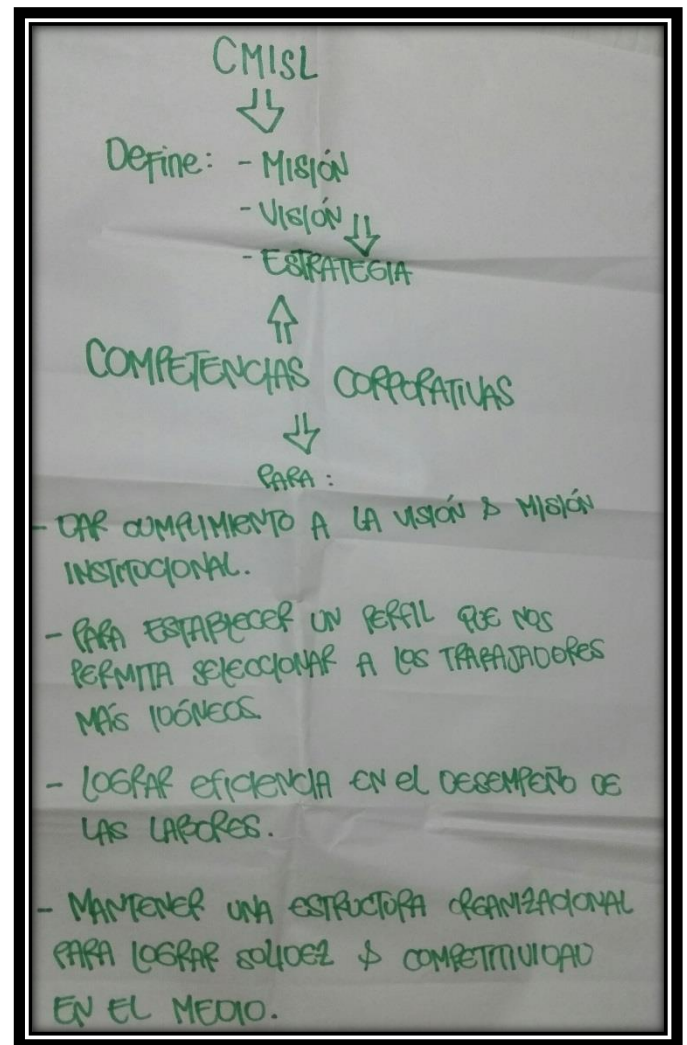 CMISL
Define: - MISIÓN
- VISIÓN
- ESTRATEGIA
COMPETENCIAS CORPORATIVAS
PARA:
- DAR CUMPLIMIENTO A LA VISIÓN & MISIÓN
INSTITUCIONAL.
- PARA ESTABLECER UN PERFIL QUE NOS
PERMITA SELECCIONAR A LOS TRABAJADORES
MÁS IDÓNEOS.
- LOGRAR EFICIENCIA EN EL DESEMPEÑO DE
LAS LABORES.
- MANTENER UNA ESTRUCTURA ORGANIZACIONAL
PARA LOGRAR SOLIDEZ & COMPETITIVIDAD
EN EL MEDIO.